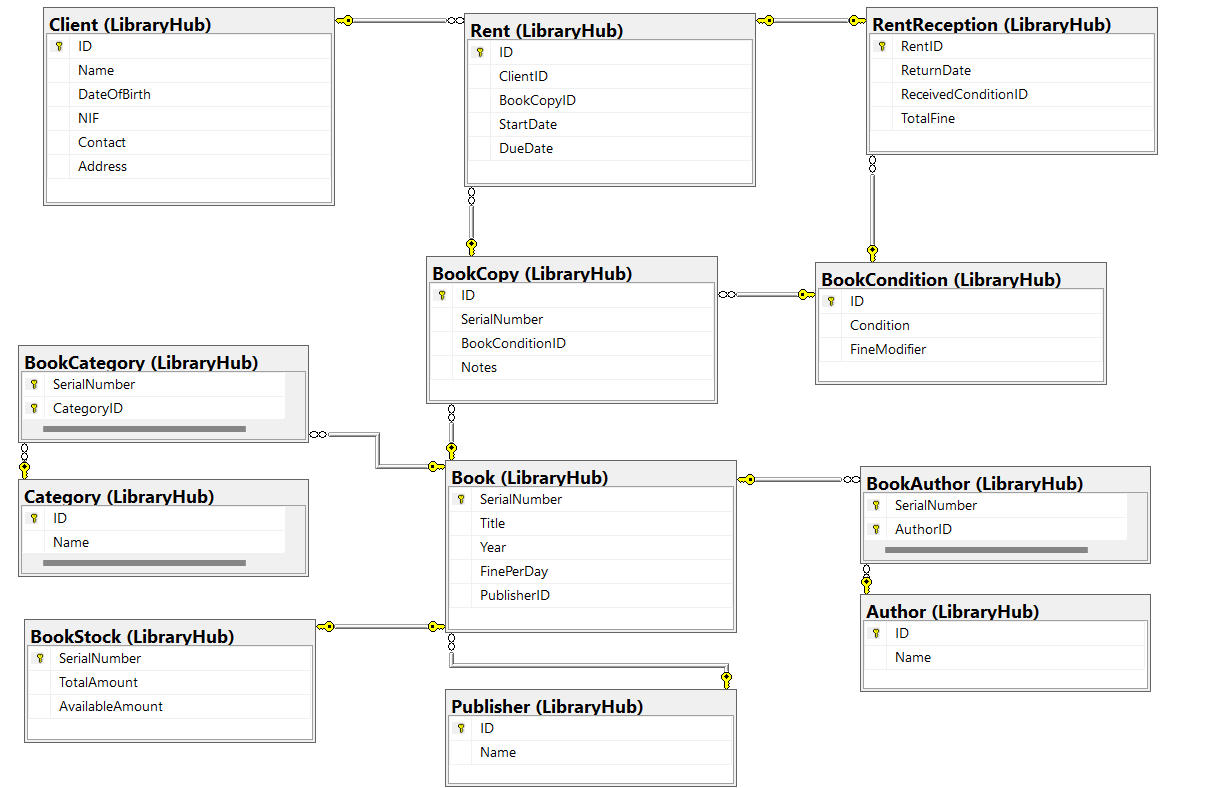 Client (LibraryHub)
ID
Name
DateOfBirth
NIF
Contact
Address
Rent (LibraryHub)
ID
ClientID
BookCopyID
StartDate
DueDate
RentReception (LibraryHub)
RentID
ReturnDate
ReceivedConditionID
TotalFine
BookCopy (LibraryHub)
ID
SerialNumber
BookConditionID
Notes
BookCondition (LibraryHub)
ID
Condition
FineModifier
BookCategory (LibraryHub)
SerialNumber
CategoryID
Category (LibraryHub)
ID
Name
Book (LibraryHub)
SerialNumber
Title
Year
FinePerDay
PublisherID
BookAuthor (LibraryHub)
SerialNumber
AuthorID
Author (LibraryHub)
ID
Name
BookStock (LibraryHub)
SerialNumber
TotalAmount
AvailableAmount
Publisher (LibraryHub)
ID
Name